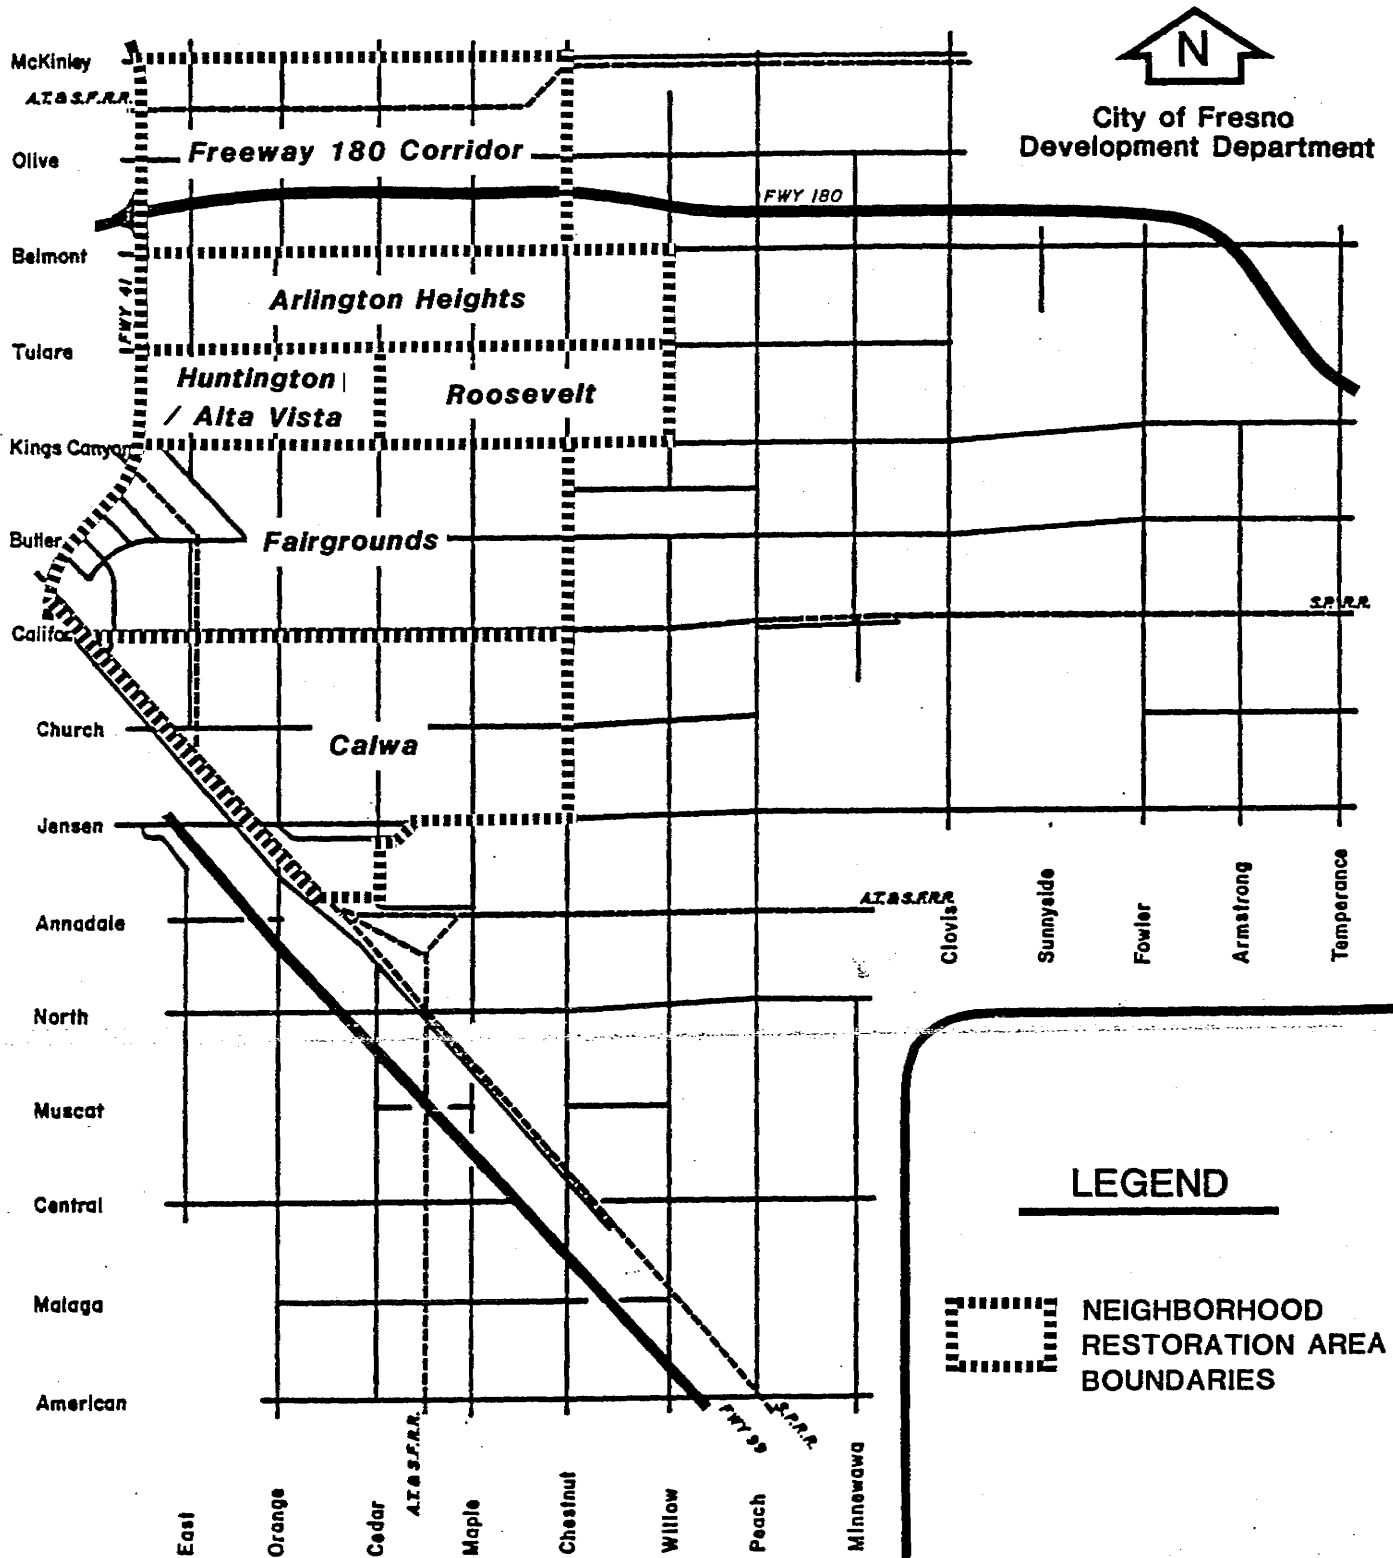 McKinley
A.T. & S.F.R.R.
N
City of Fresno
Development Department
Olive
Freeway 180 Corridor
FWY 180
Belmont
FWY 41
Arlington Heights
Tulare
Huntington
/ Alta Vista
Roosevelt
Kings Canyon
Butler
Fairgrounds
S.P. R.R.
Califor
Church
Calwa
Jensen
A.T. & S.F.R.R.
Annadale
Clovis
Sunnyside
Fowler
Armstrong
Temperance
North
Muscat
Central
LEGEND
Malaga
NEIGHBORHOOD
RESTORATION AREA
BOUNDARIES
American
FWY 99
S.P.R.R.
A.T. & S.F.R.R.
East
Orange
Cedar
Maple
Chestnut
Willow
Peach
Minnewawa